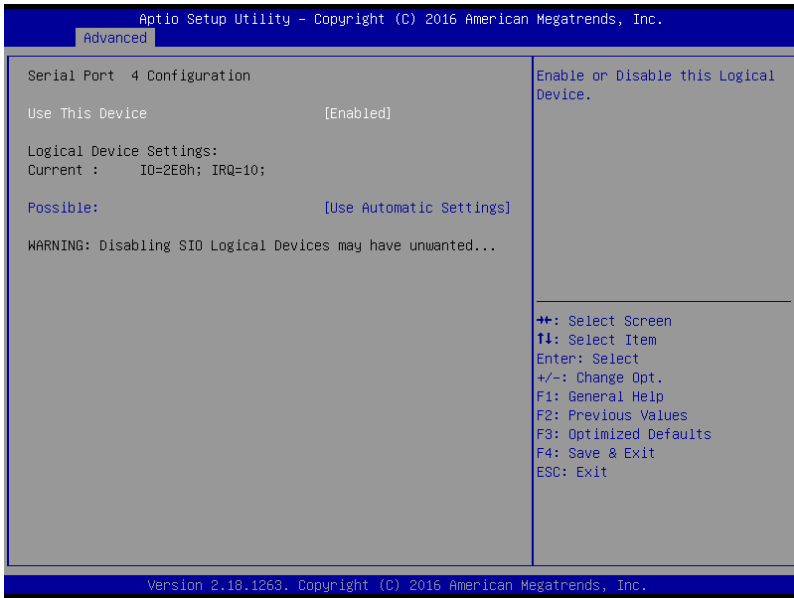 Aptio Setup Utility – Copyright (C) 2016 American Megatrends, Inc.
Advanced
Serial Port  4 Configuration
Use This Device [Enabled]
Logical Device Settings:
Current : IO=2E8h; IRQ=10;
Possible: [Use Automatic Settings]
WARNING: Disabling SIO Logical Devices may have unwanted...
Enable or Disable this Logical
Device.
→←: Select Screen
↑↓: Select Item
Enter: Select
+/-: Change Opt.
F1: General Help
F2: Previous Values
F3: Optimized Defaults
F4: Save & Exit
ESC: Exit
Version 2.18.1263. Copyright (C) 2016 American Megatrends, Inc.